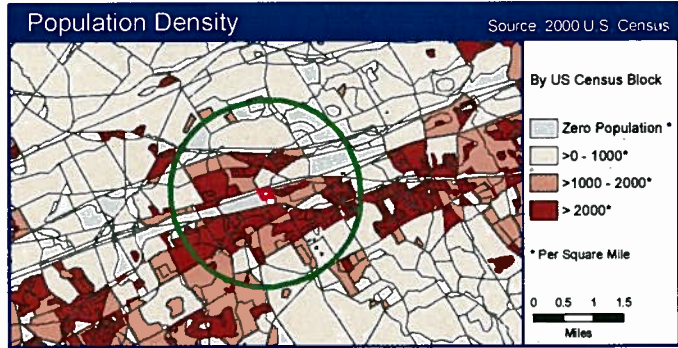 Population Density
Source 2000 U.S. Census
By US Census Block
Zero Population *
>0 - 1000*
>1000 - 2000*
> 2000*
* Per Square Mile
0 0.5 1 1.5
Miles